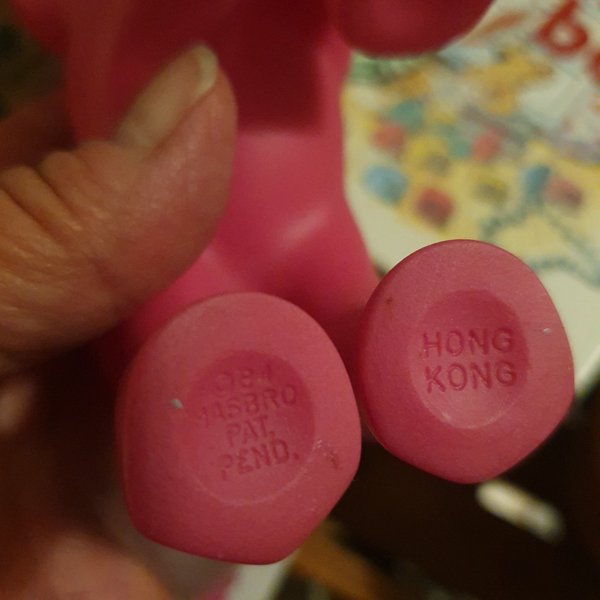 ©84
HASBRO
PAT.
PEND.
HONG
KONG